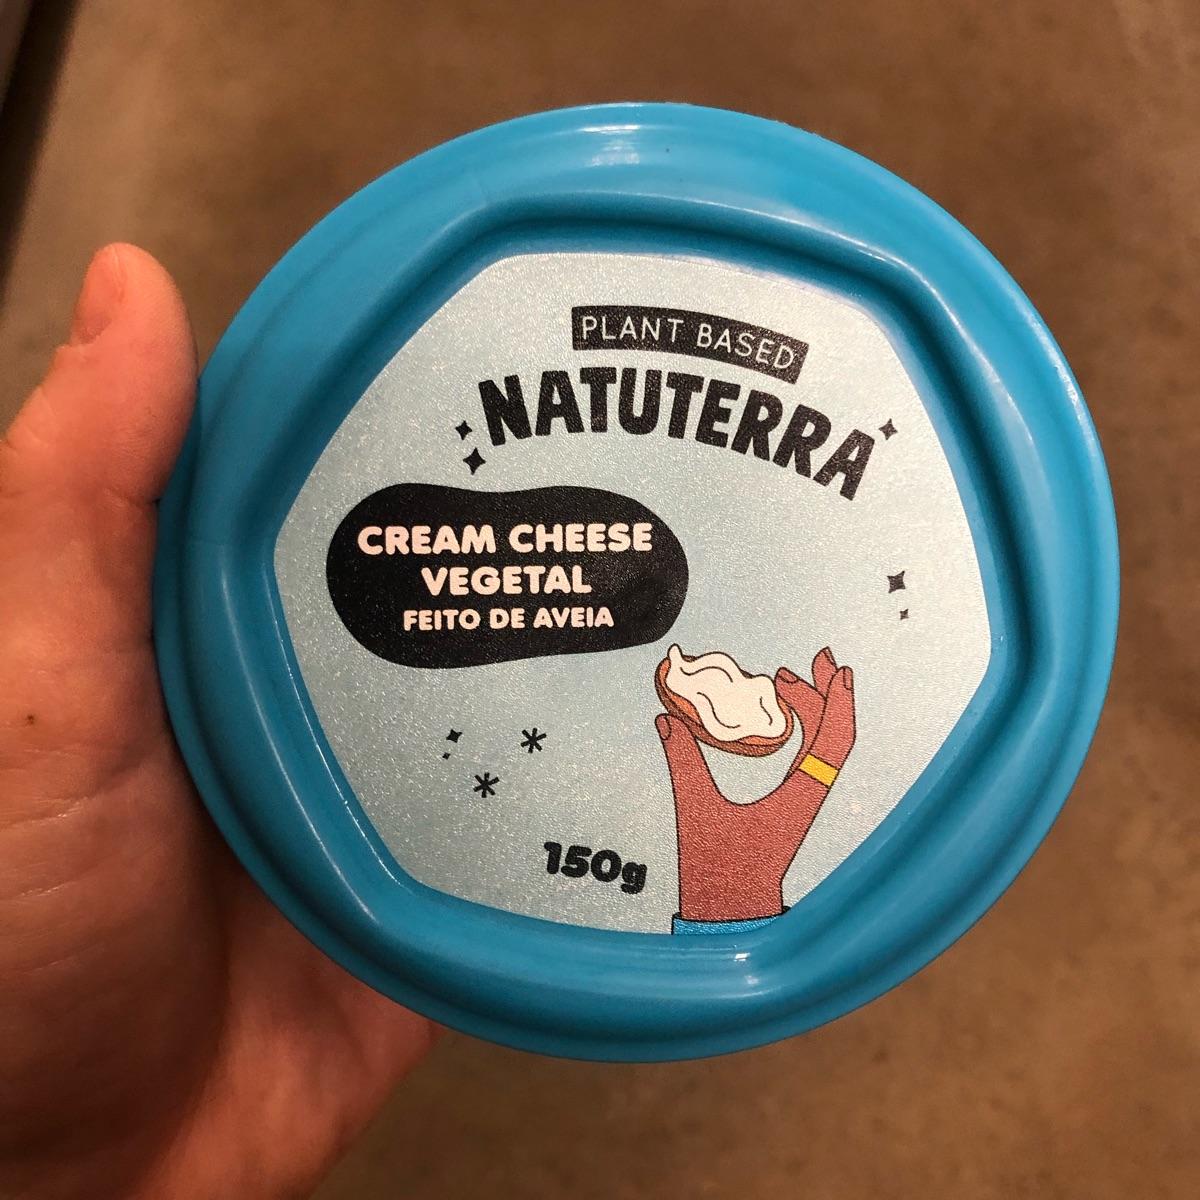 PLANT BASED
NATUTERRA
CREAM CHEESE
VEGETAL
FEITO DE AVEIA
150g